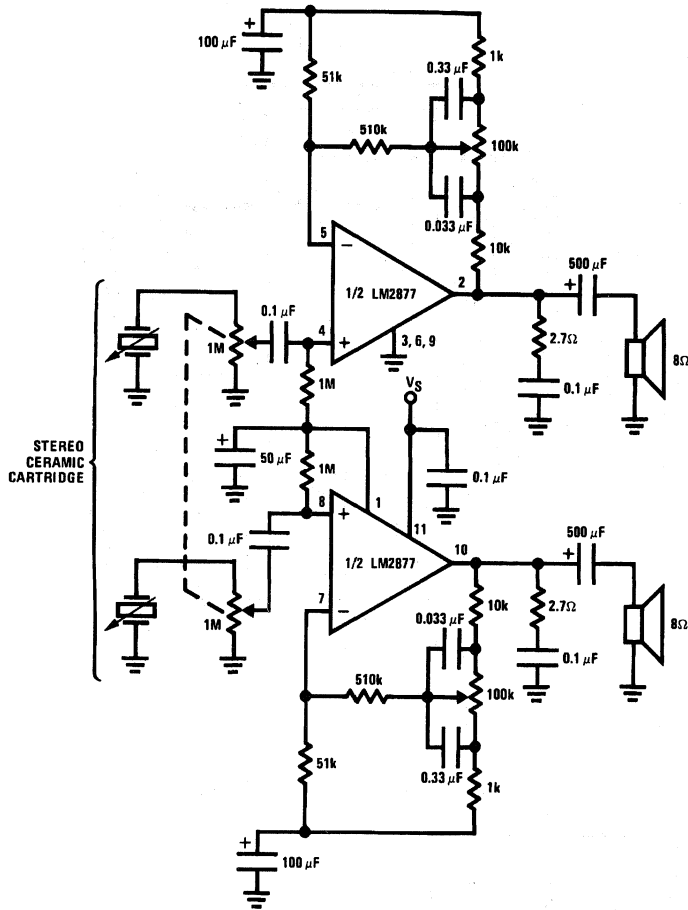 100 μF
+
51k
1k
0.33 μF
510k
100k
0.033 μF
10k
5
−
1/2 LM2877
2
500 μF
+
2.7Ω
0.1 μF
8Ω
0.1 μF
4
+
3, 6, 9
1M
1M
V_S
STEREO
CERAMIC
CARTRIDGE
+
50 μF
1M
1
0.1 μF
8
+
11
0.1 μF
1/2 LM2877
10
500 μF
+
7
−
10k
2.7Ω
0.1 μF
8Ω
1M
0.033 μF
510k
100k
0.33 μF
51k
1k
+
100 μF